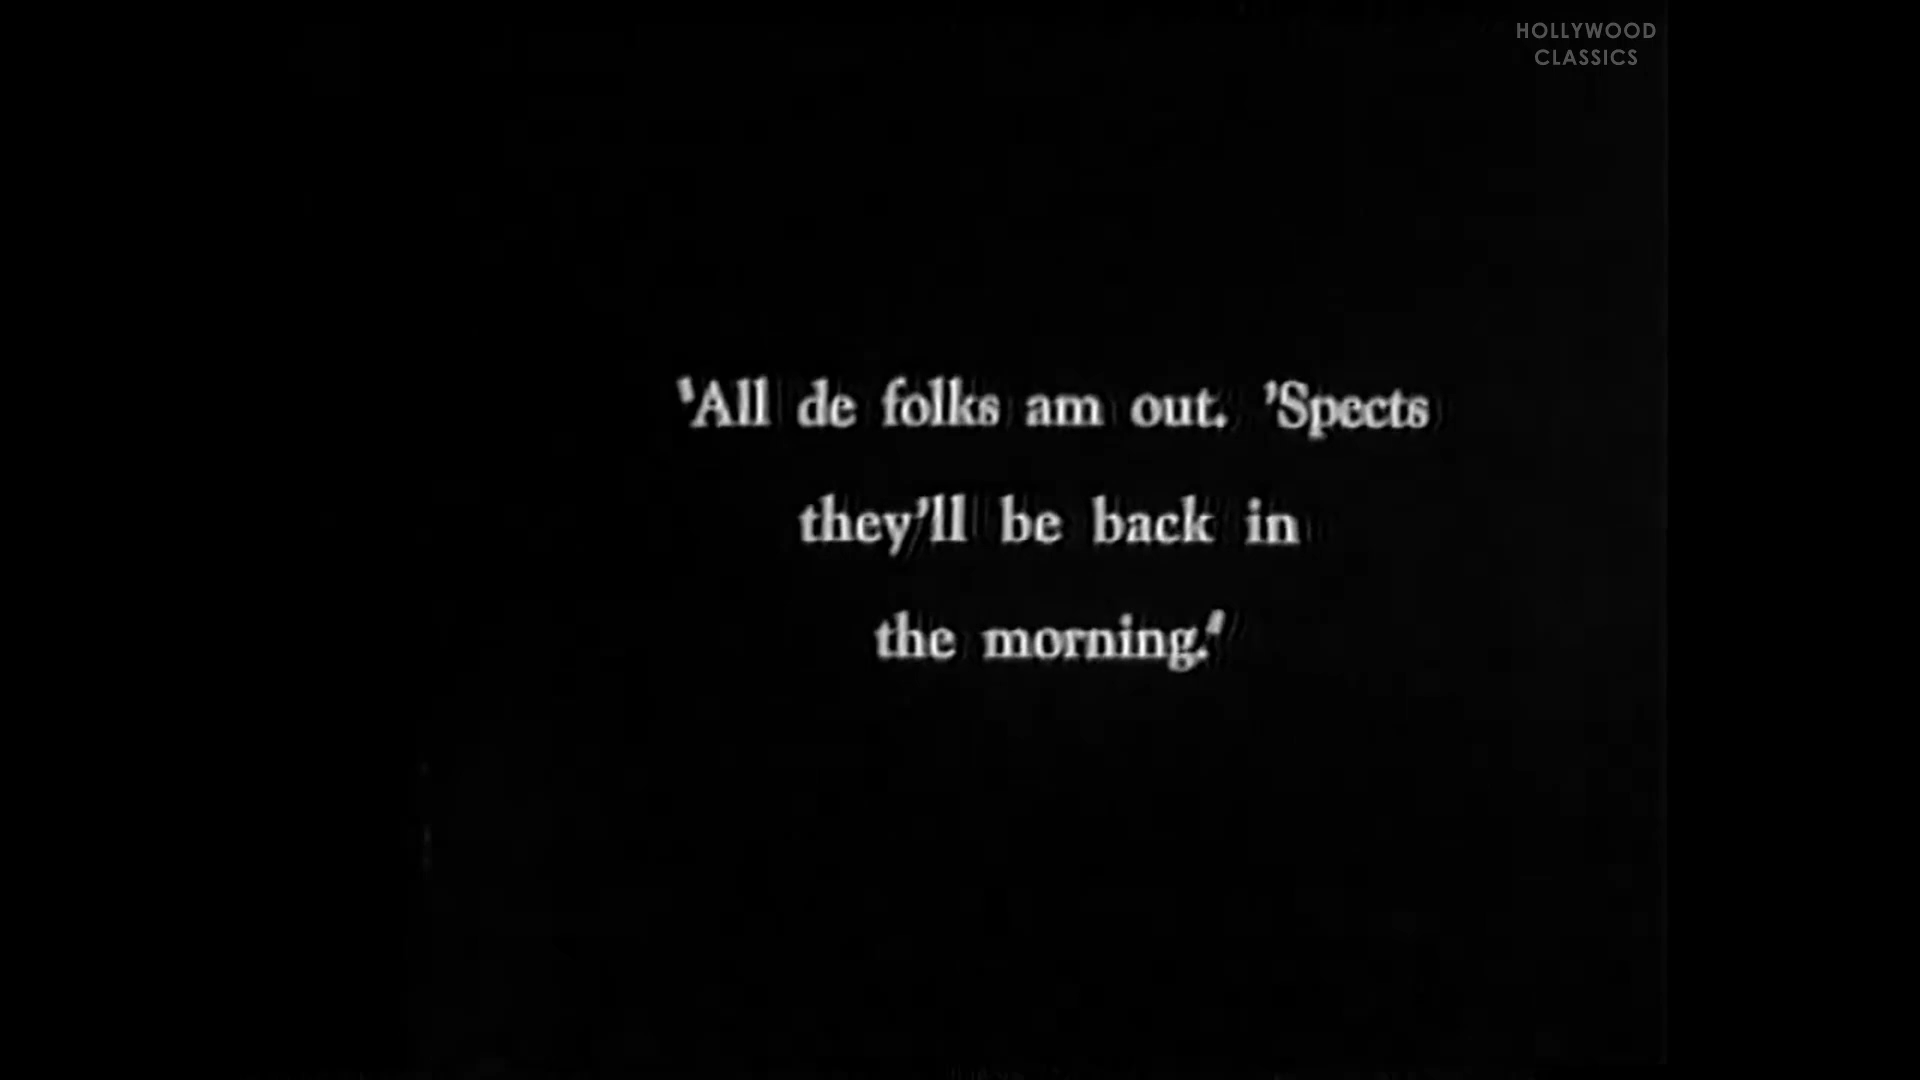 HOLLYWOOD
CLASSICS
'All de folks am out. 'Spects
they'll be back in
the morning.'